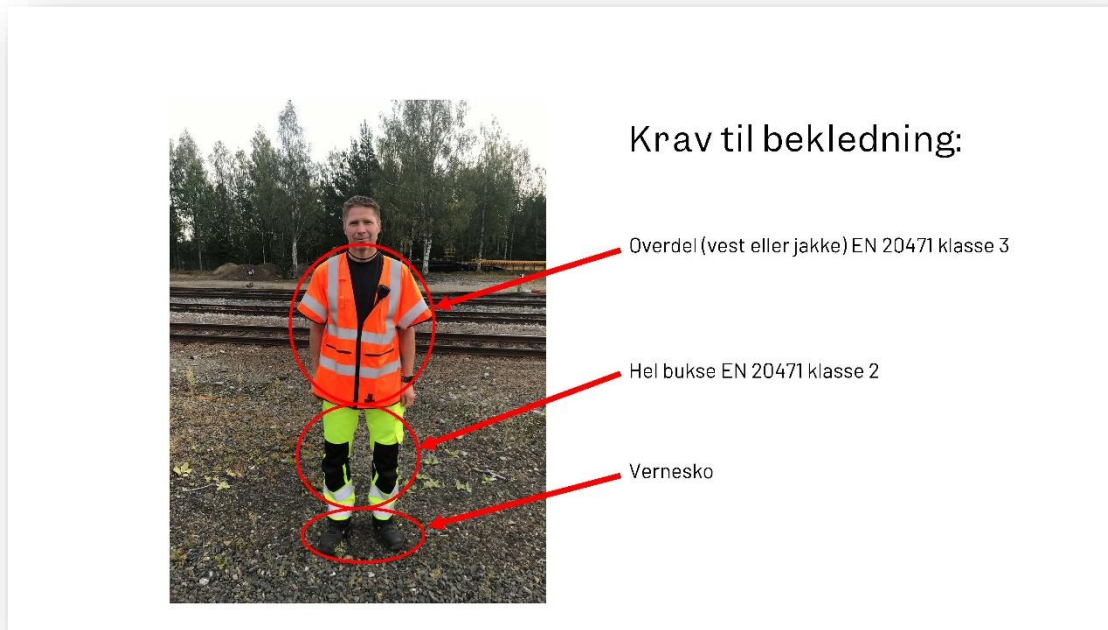 Krav til bekledning:
Overdel (vest eller jakke) EN 20471 klasse 3
Hel bukse EN 20471 klasse 2
Vernesko